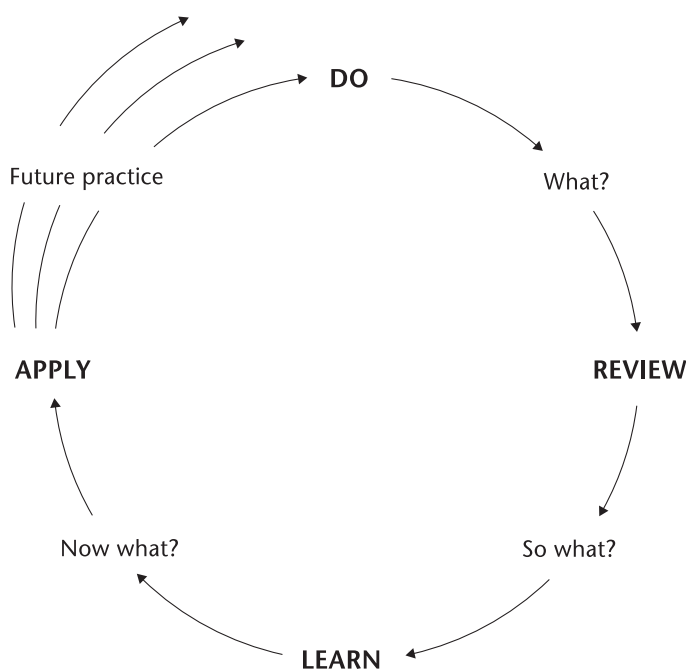 DO
What?
REVIEW
So what?
LEARN
Now what?
APPLY
Future practice